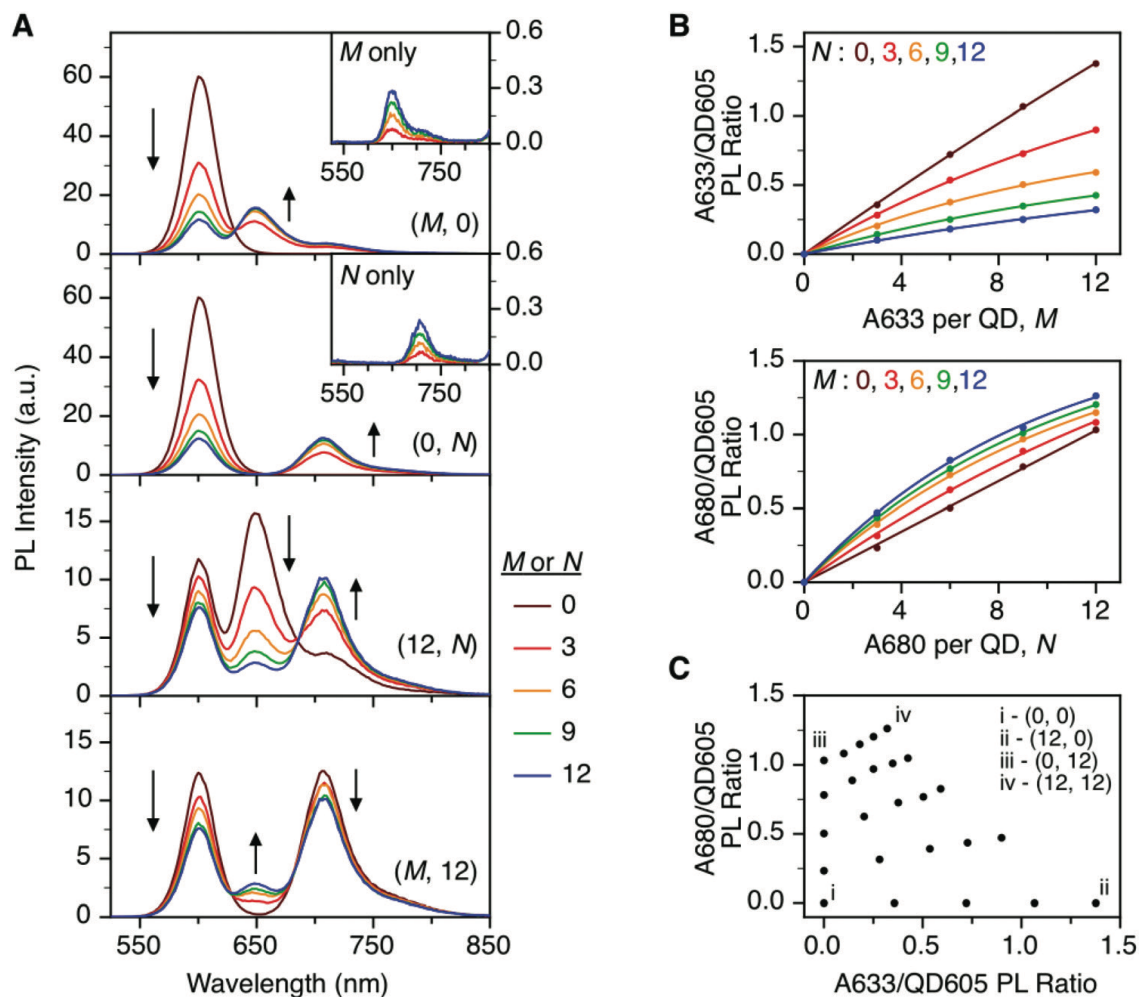 A
60
40
20
0
M only
0.6
0.3
0.0
550 750
(M, 0)
60
40
20
0
N only
0.6
0.3
0.0
550 750
(0, N)
15
10
5
0
(12, N)
15
10
5
0
(M, 12)
550 650 750 850
Wavelength (nm)
PL Intensity (a.u.)
M or N
0
3
6
9
12
B
N : 0, 3, 6, 9, 12
A633/QD605
PL Ratio
1.5
1.0
0.5
0.0
0 4 8 12
A633 per QD, M
M : 0, 3, 6, 9, 12
A680/QD605
PL Ratio
1.5
1.0
0.5
0.0
0 4 8 12
A680 per QD, N
C
A680/QD605
PL Ratio
1.5
1.0
0.5
0.0
iii
iv
i
ii
i - (0, 0)
ii - (12, 0)
iii - (0, 12)
iv - (12, 12)
0.0 0.5 1.0 1.5
A633/QD605 PL Ratio